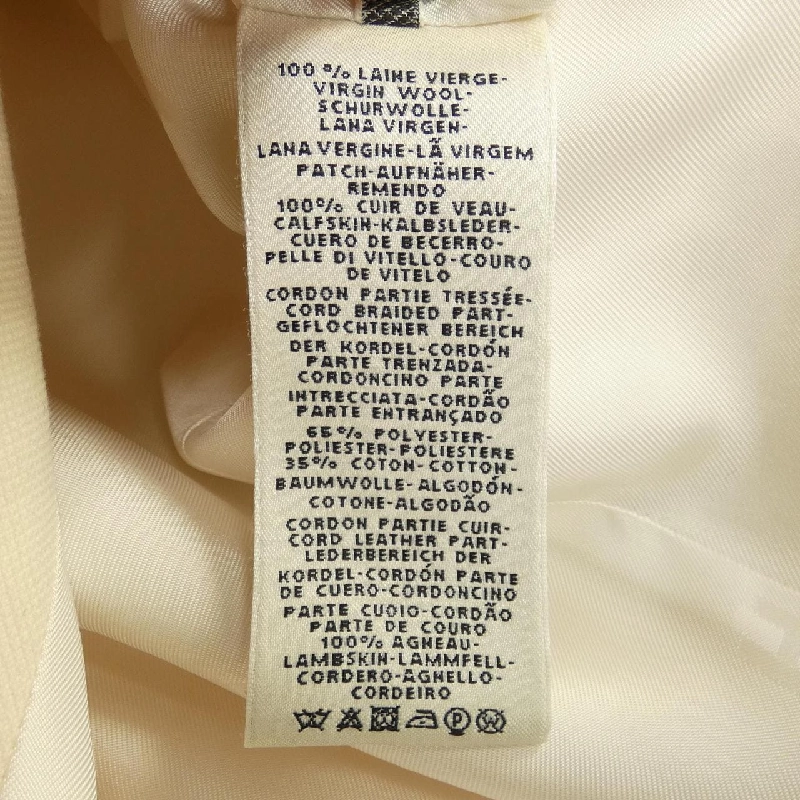 100 % LAINE VIERGE-
VIRGIN WOOL-
SCHURWOLLE-
LANA VIRGEN-
LANA VERGINE-LÃ VIRGEM
PATCH-AUFNÄHER-
REMENDO
100% CUIR DE VEAU-
CALFSKIN-KALBSLEDER-
CUERO DE BECERRO-
PELLE DI VITELLO-COURO
DE VITELO
CORDON PARTIE TRESSÉE-
CORD BRAIDED PART-
GEFLOCHTENER BEREICH
DER KORDEL-CORDÓN
PARTE TRENZADA-
CORDONCINO PARTE
INTRECCIATA-CORDÃO
PARTE ENTRANÇADO
65% POLYESTER-
POLIESTER-POLIESTERE
35% COTON-COTTON-
BAUMWOLLE-ALGODÓN-
COTONE-ALGODÃO
CORDON PARTIE CUIR-
CORD LEATHER PART-
LEDERBEREICH DER
KORDEL-CORDÓN PARTE
DE CUERO-CORDONCINO
PARTE CUOIO-CORDÃO
PARTE DE COURO
100% AGNEAU-
LAMBSKIN-LAMMFELL-
CORDERO-AGNELLO-
CORDEIRO
P W